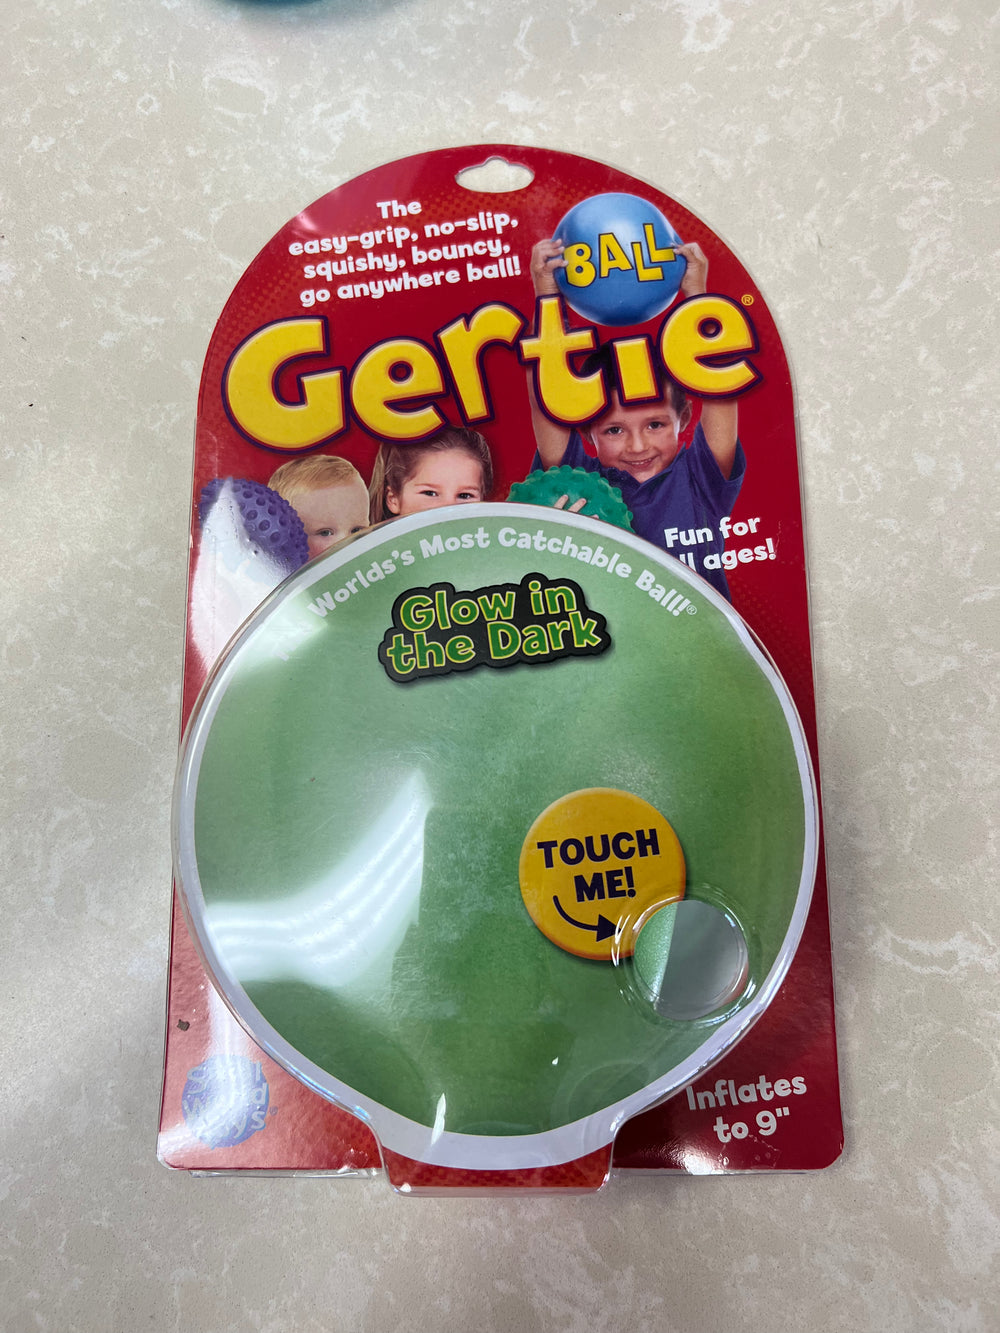 The
easy-grip, no-slip,
squishy, bouncy,
go anywhere ball!
BALL
Gertie®
Fun for
ages!
Worlds's Most Catchable Ball!®
Glow in
the Dark
TOUCH
ME!
Inflates
to 9"